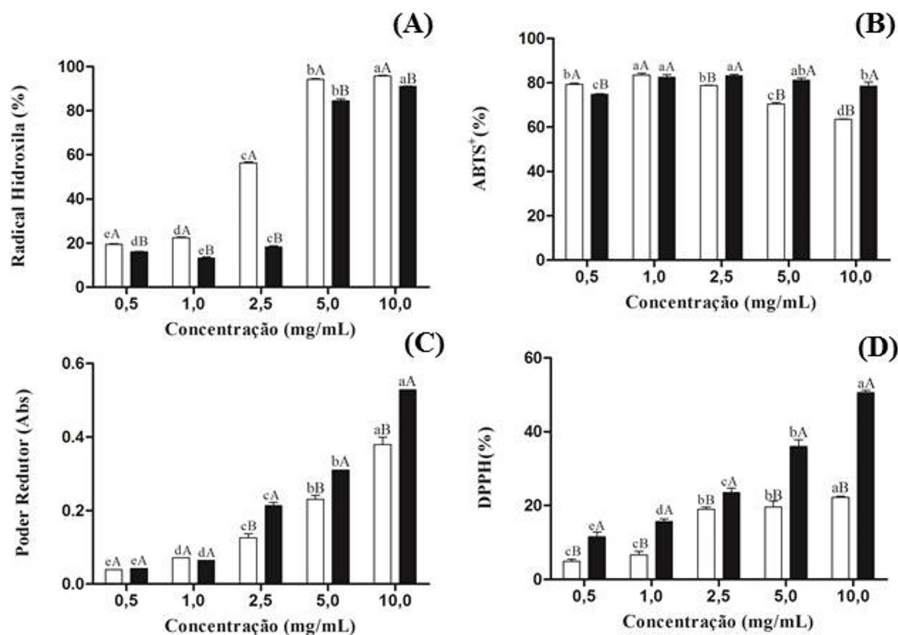 (A)
Radical Hidroxila (%)
100
80
60
40
20
0
eA dB dA eB cA cB bA bB aA aB
0,5 1,0 2,5 5,0 10,0
Concentração (mg/mL)
(B)
ABTS⁺(%)
100
80
60
40
20
0
bA cB aA aA bB aA cB abA dB bA
0,5 1,0 2,5 5,0 10,0
Concentração (mg/mL)
(C)
Poder Redutor (Abs)
0.6
0.4
0.2
0.0
eA eA dA dA cB cA bB bA aB aA
0,5 1,0 2,5 5,0 10,0
Concentração (mg/mL)
(D)
DPPH(%)
60
40
20
0
cB eA cB dA bB cA bB bA aB aA
0,5 1,0 2,5 5,0 10,0
Concentração (mg/mL)